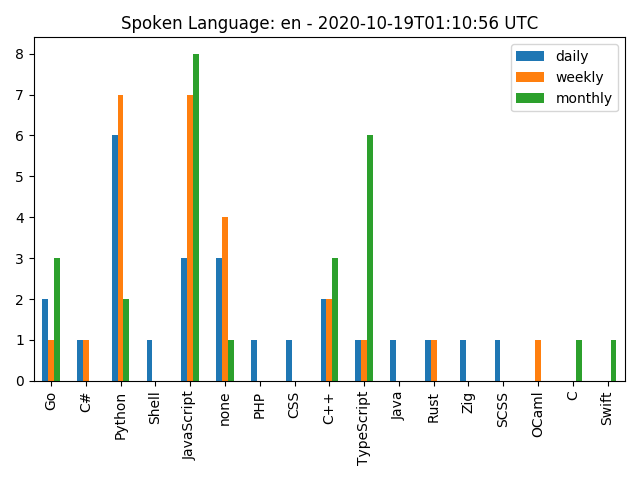 Spoken Language: en - 2020-10-19T01:10:56 UTC
daily
weekly
monthly
8
7
6
5
4
3
2
1
0
Go
C#
Python
Shell
JavaScript
none
PHP
CSS
C++
TypeScript
Java
Rust
Zig
SCSS
OCaml
C
Swift